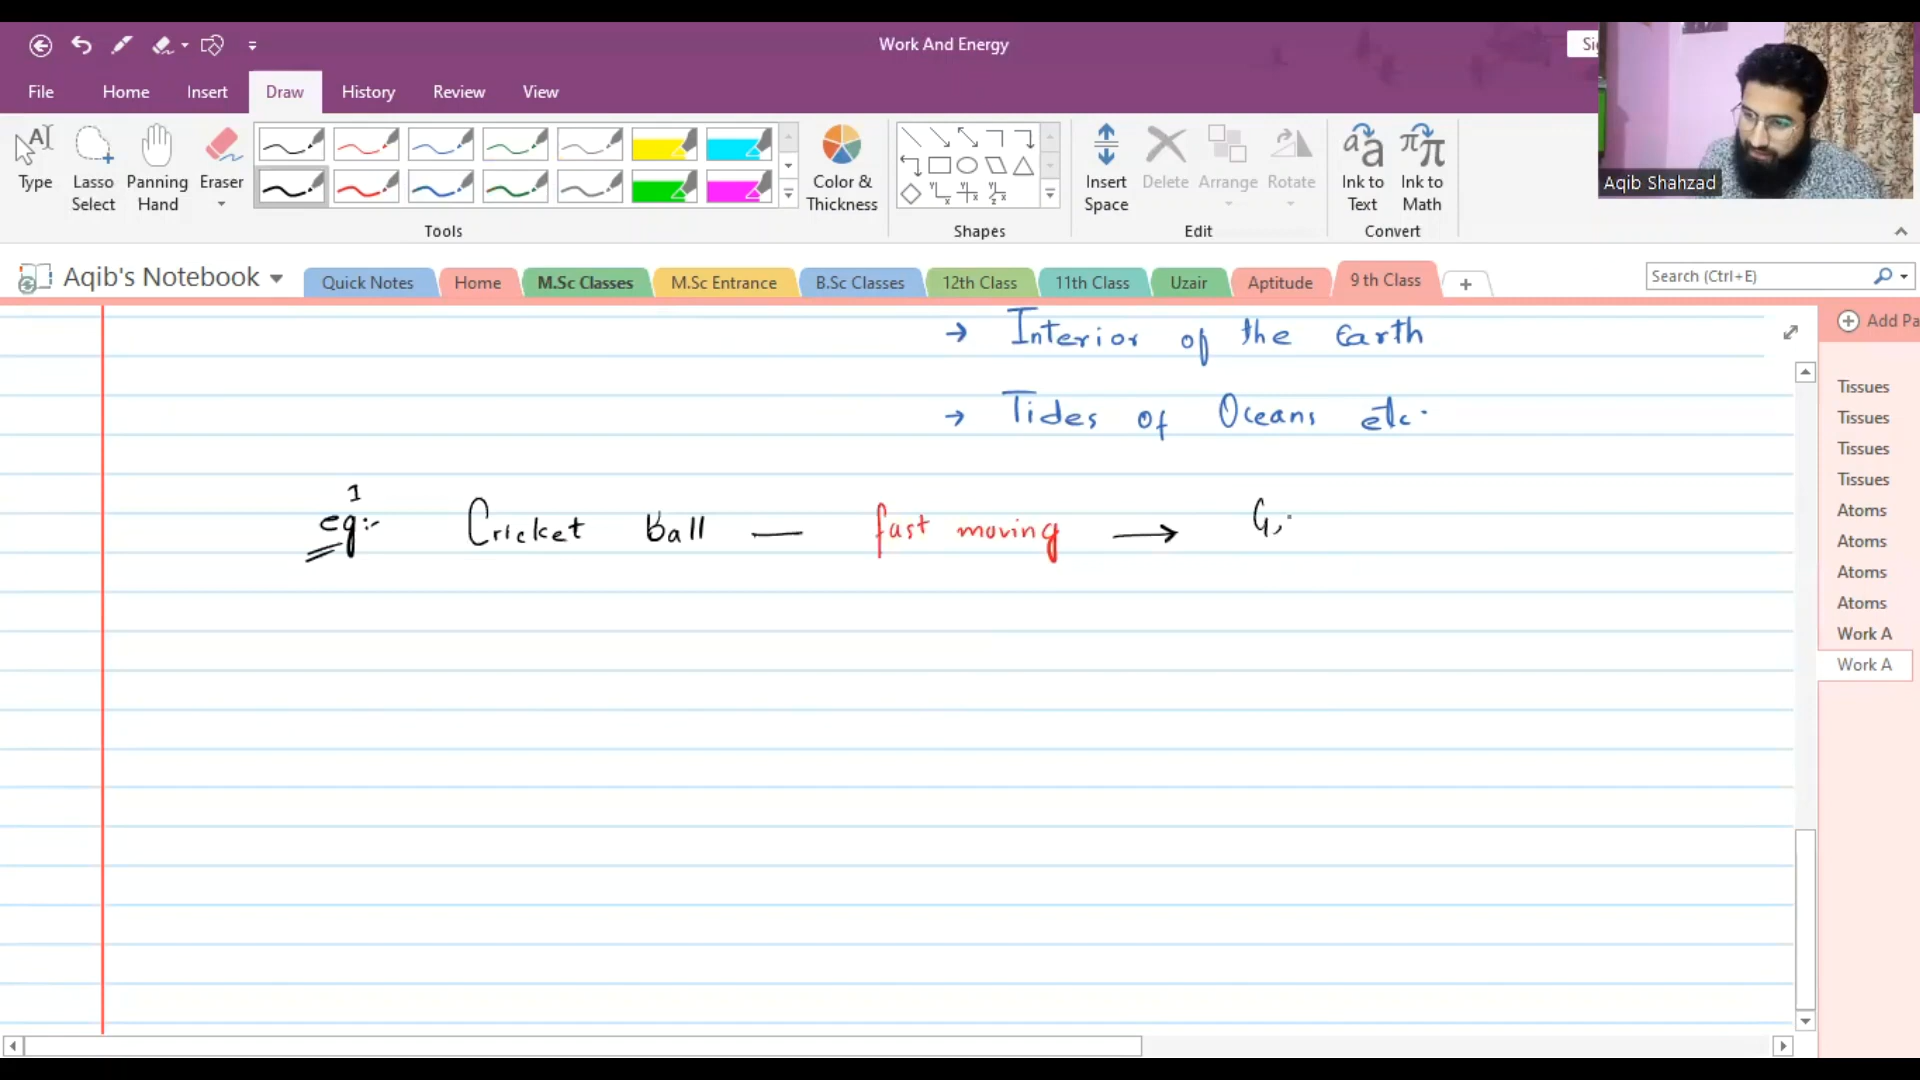 Work And Energy
File Home Insert Draw History Review View
Type Lasso Select Panning Hand Eraser Color & Thickness Insert Space Delete Arrange Rotate Ink to Text Ink to Math
Tools Shapes Edit Convert
Aqib Shahzad
Aqib's Notebook Quick Notes Home M.Sc Classes M.Sc Entrance B.Sc Classes 12th Class 11th Class Uzair Aptitude 9 th Class Search (Ctrl+E)
→ Interior of the Earth
→ Tides of Oceans etc.
eg:- 1 Cricket Ball — fast moving →
Add Pa
Tissues
Tissues
Tissues
Tissues
Atoms
Atoms
Atoms
Atoms
Work A
Work A